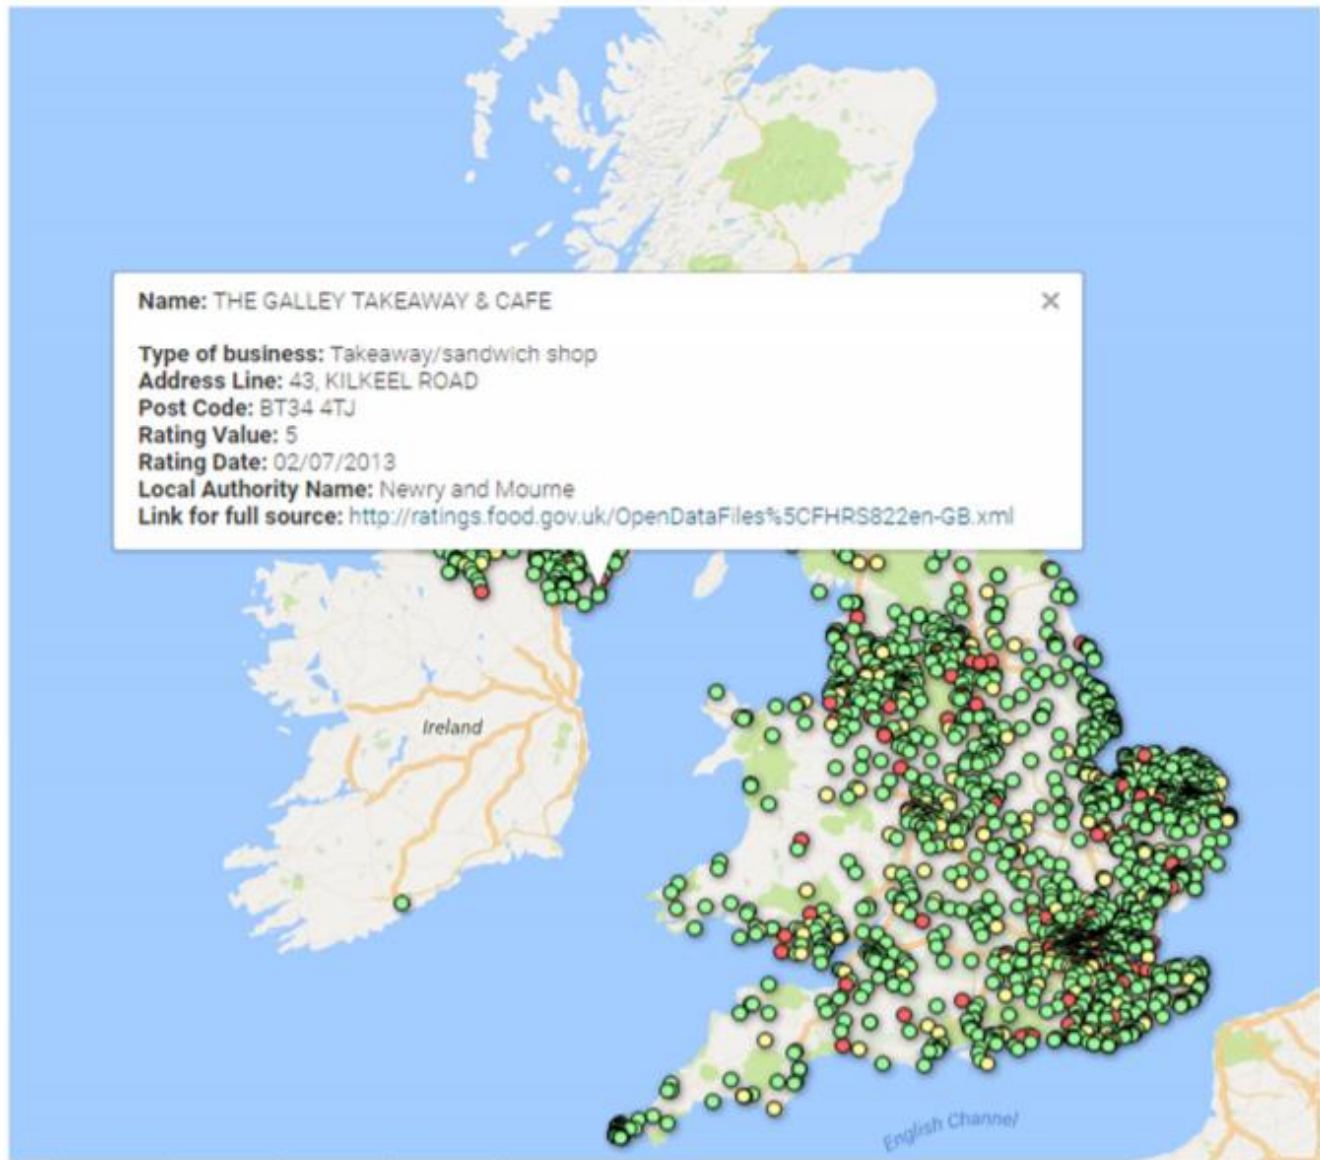 Name: THE GALLEY TAKEAWAY & CAFE
Type of business: Takeaway/sandwich shop
Address Line: 43, KILKEEL ROAD
Post Code: BT34 4TJ
Rating Value: 5
Rating Date: 02/07/2013
Local Authority Name: Newry and Mourne
Link for full source: http://ratings.food.gov.uk/OpenDataFiles%5CFHRS822en-GB.xml
Ireland
English Channel